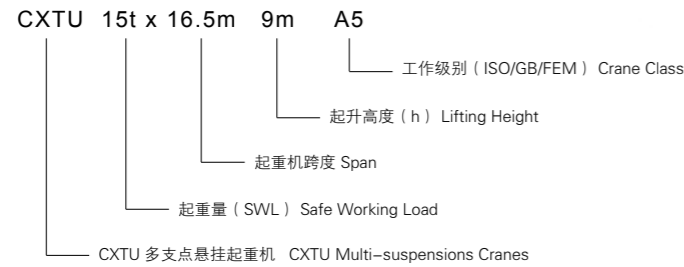 CXTU 15t x 16.5m 9m A5
工作级别（ISO/GB/FEM）Crane Class
起升高度（h）Lifting Height
起重机跨度 Span
起重量（SWL）Safe Working Load
CXTU 多支点悬挂起重机 CXTU Multi-suspensions Cranes